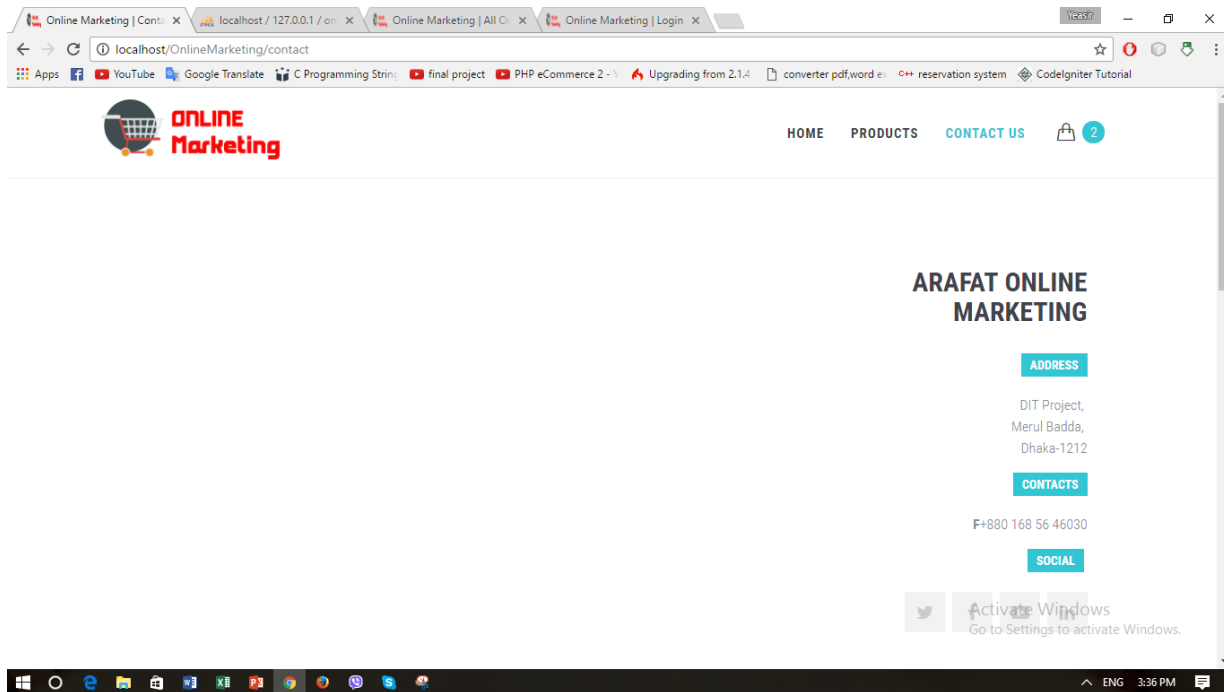 Online Marketing | Conta
localhost / 127.0.0.1 / on
Online Marketing | All O
Online Marketing | Login
Yeasir
localhost/OnlineMarketing/contact
Apps YouTube Google Translate C Programming String final project PHP eCommerce 2 - Y Upgrading from 2.1.4 converter pdf,word ex C++ reservation system CodeIgniter Tutorial
ONLINE
Marketing
HOME PRODUCTS CONTACT US 2
ARAFAT ONLINE
MARKETING
ADDRESS
DIT Project,
Merul Badda,
Dhaka-1212
CONTACTS
F+880 168 56 46030
SOCIAL
Activate Windows
Go to Settings to activate Windows.
ENG 3:36 PM